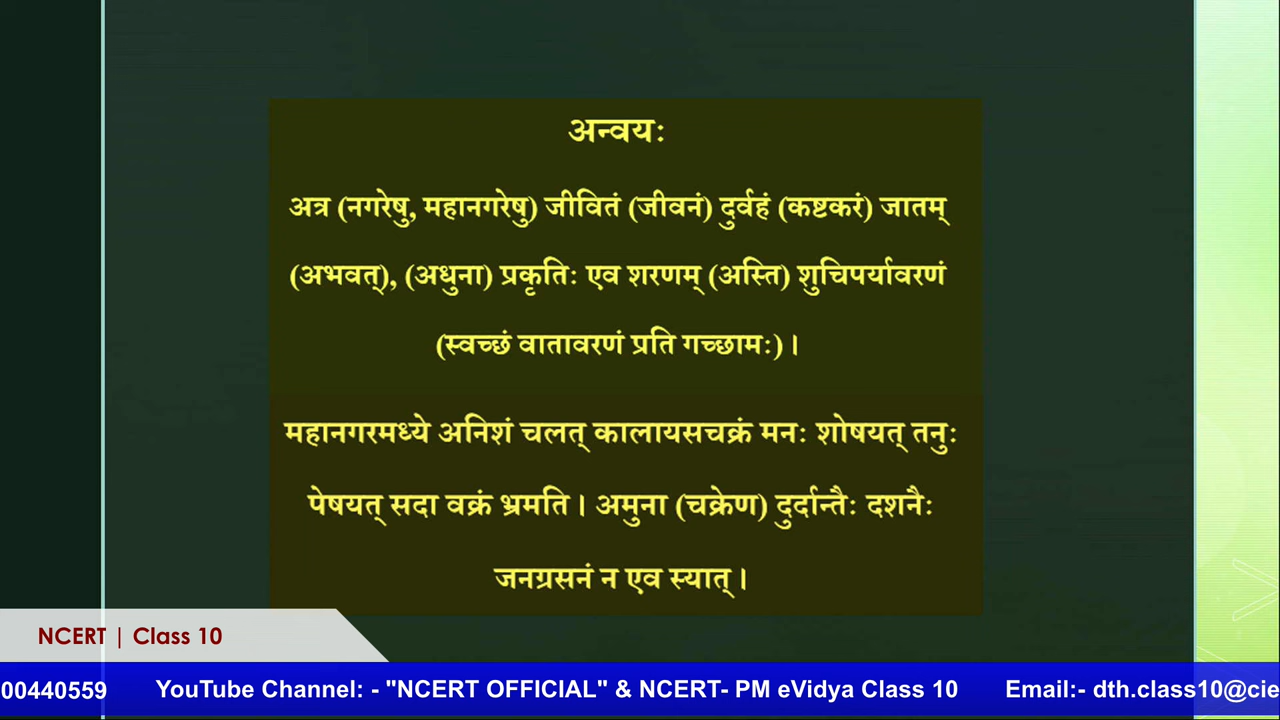 अन्वयः
अत्र (नगरेषु, महानगरेषु) जीवितं (जीवनं) दुर्वहं (कष्टकरं) जातम्
(अभवत्), (अधुना) प्रकृतिः एव शरणम् (अस्ति) शुचिपर्यावरणं
(स्वच्छं वातावरणं प्रति गच्छामः) ।
महानगरमध्ये अनिशं चलत् कालायसचक्रं मनः शोषयत् तनुः
पेषयत् सदा वक्रं भ्रमति । अमुना (चक्रेण) दुर्दान्तैः दशनैः
जनग्रसनं न एव स्यात् ।
NCERT | Class 10
00440559 YouTube Channel: - "NCERT OFFICIAL" & NCERT- PM eVidya Class 10 Email:- dth.class10@cie